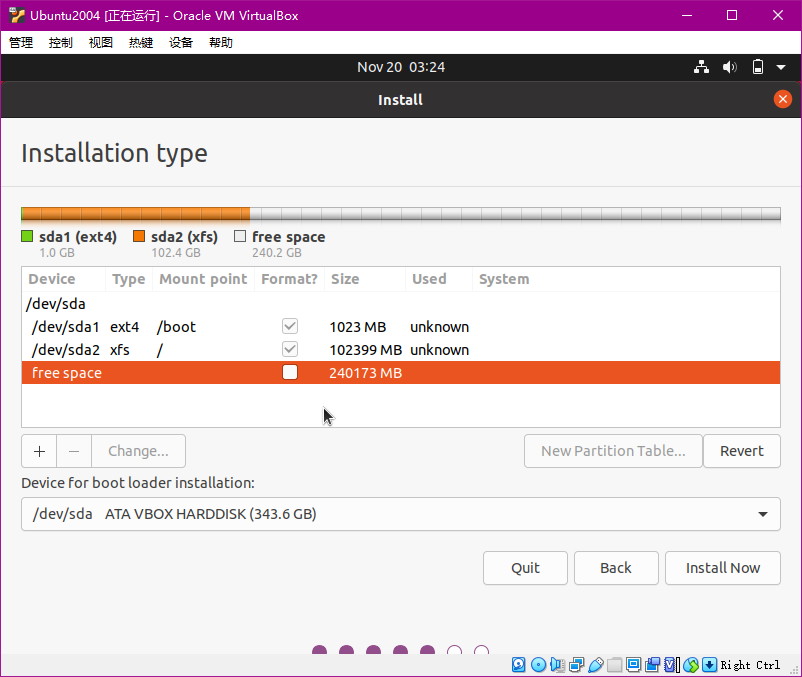 Ubuntu2004 [正在运行] - Oracle VM VirtualBox
管理 控制 视图 热键 设备 帮助
Nov 20 03:24
Install
Installation type
sda1 (ext4) sda2 (xfs) free space
1.0 GB 102.4 GB 240.2 GB
Device Type Mount point Format? Size Used System
/dev/sda
/dev/sda1 ext4 /boot 1023 MB unknown
/dev/sda2 xfs / 102399 MB unknown
free space 240173 MB
+ − Change... New Partition Table... Revert
Device for boot loader installation:
/dev/sda ATA VBOX HARDDISK (343.6 GB)
Quit Back Install Now
Right Ctrl